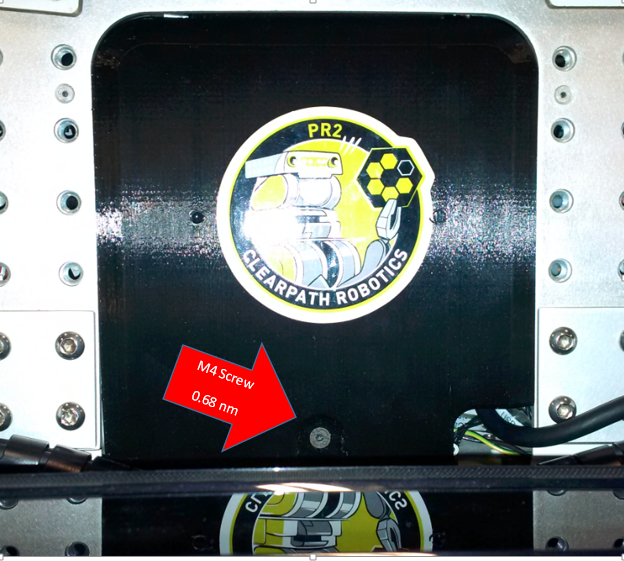 PR2
CLEARPATH ROBOTICS
M4 Screw
0.68 nm